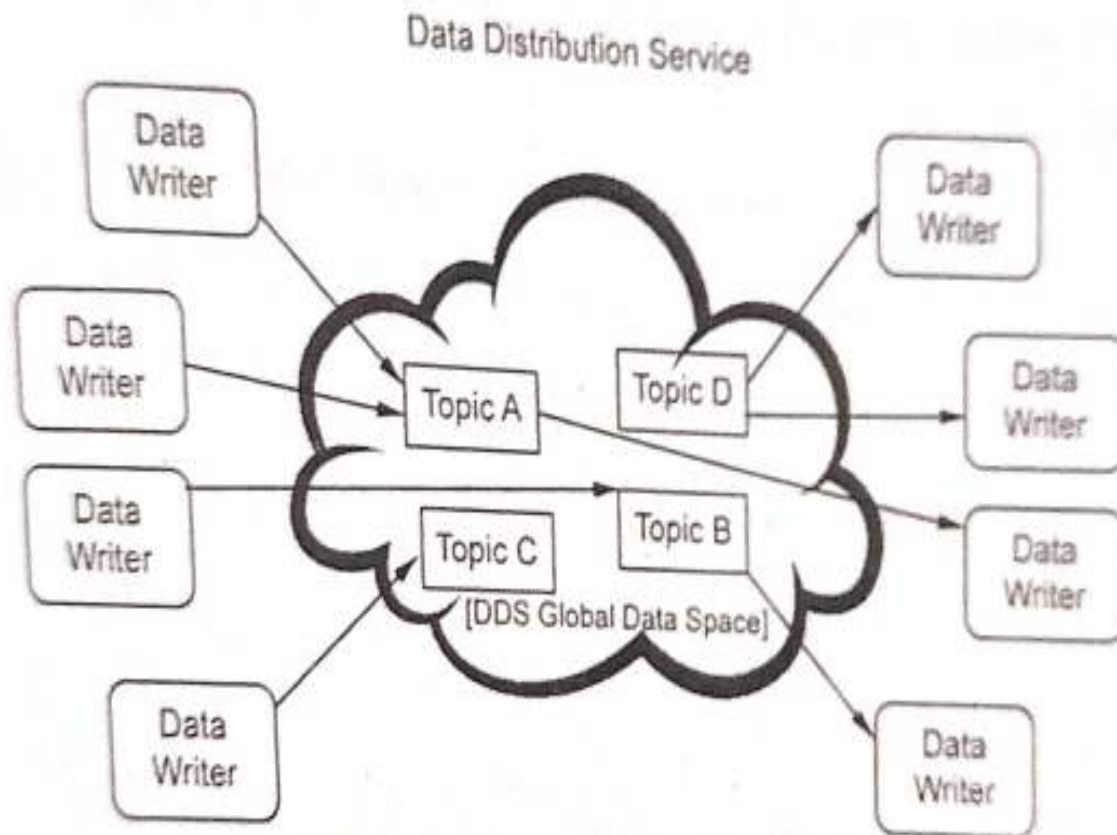 Data Distribution Service
Data
Writer
Data
Writer
Data
Writer
Data
Writer
Topic A
Topic D
Topic C
Topic B
[DDS Global Data Space]
Data
Writer
Data
Writer
Data
Writer
Data
Writer